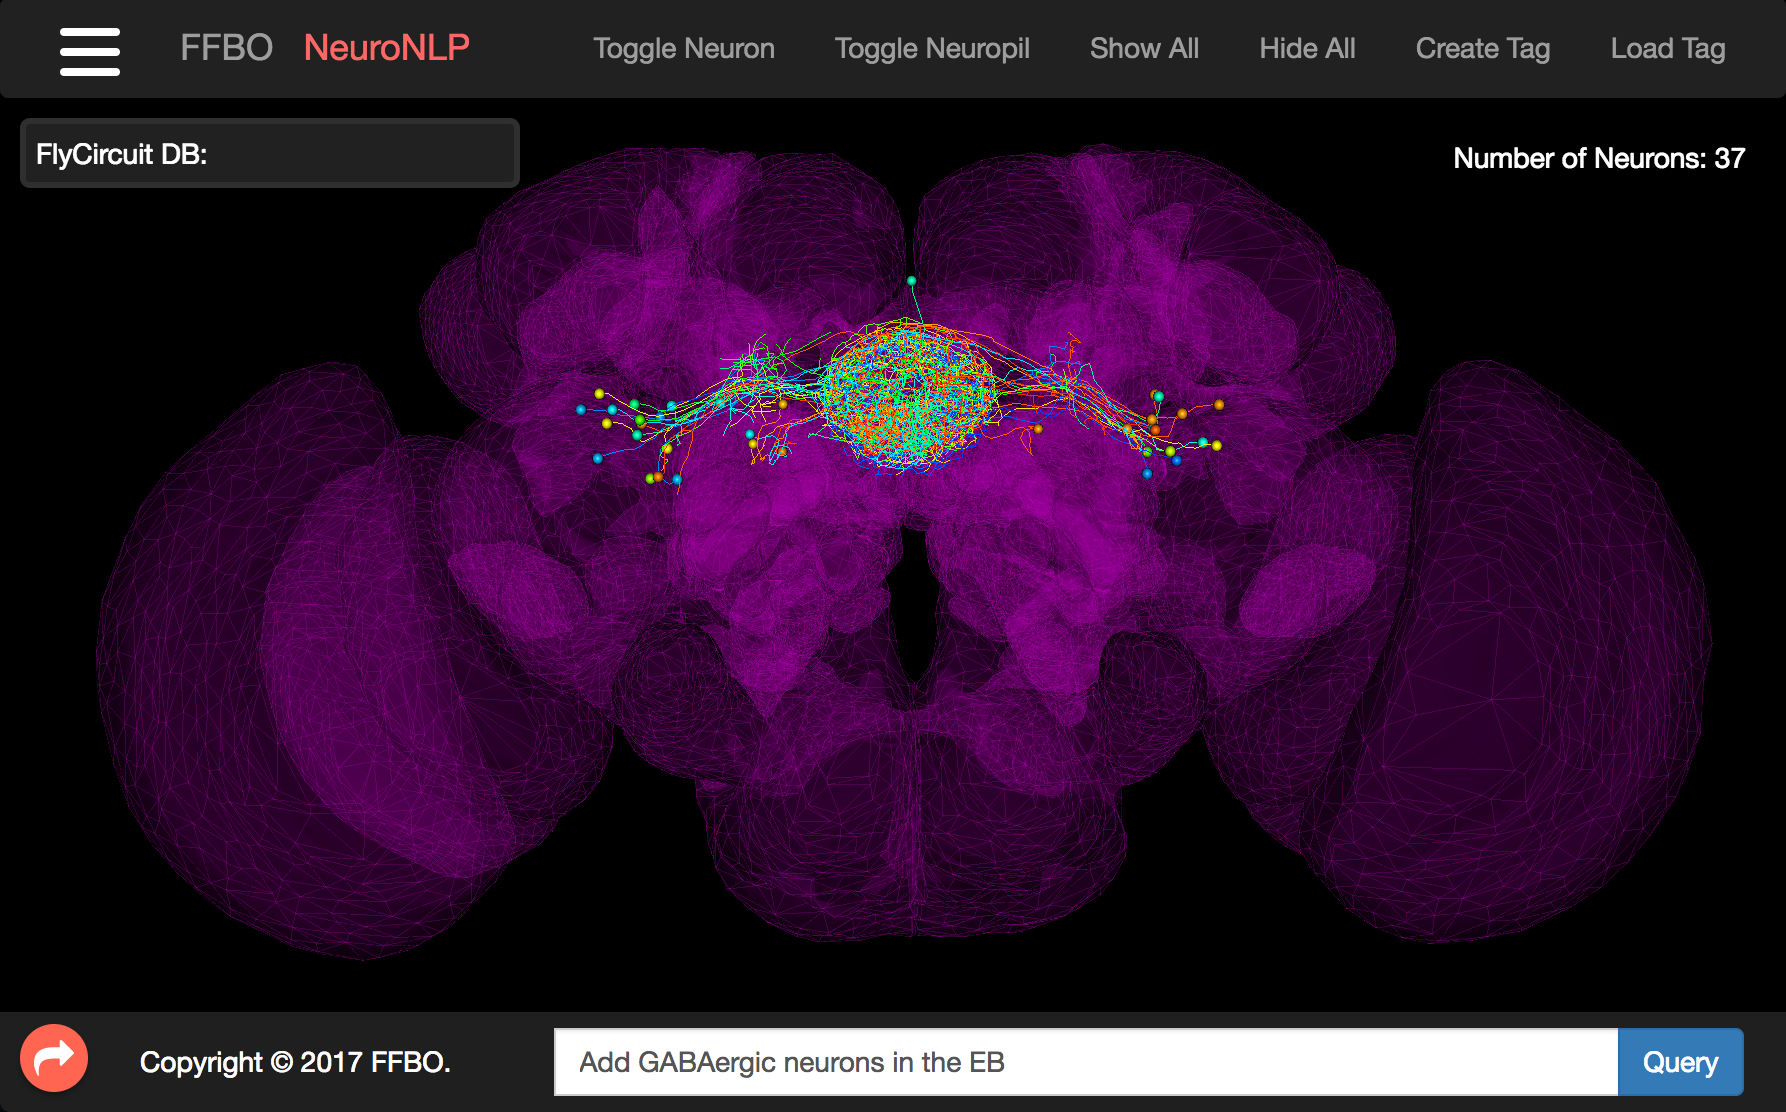 FFBO NeuroNLP Toggle Neuron Toggle Neuropil Show All Hide All Create Tag Load Tag
FlyCircuit DB:
Number of Neurons: 37
Copyright © 2017 FFBO. Add GABAergic neurons in the EB Query